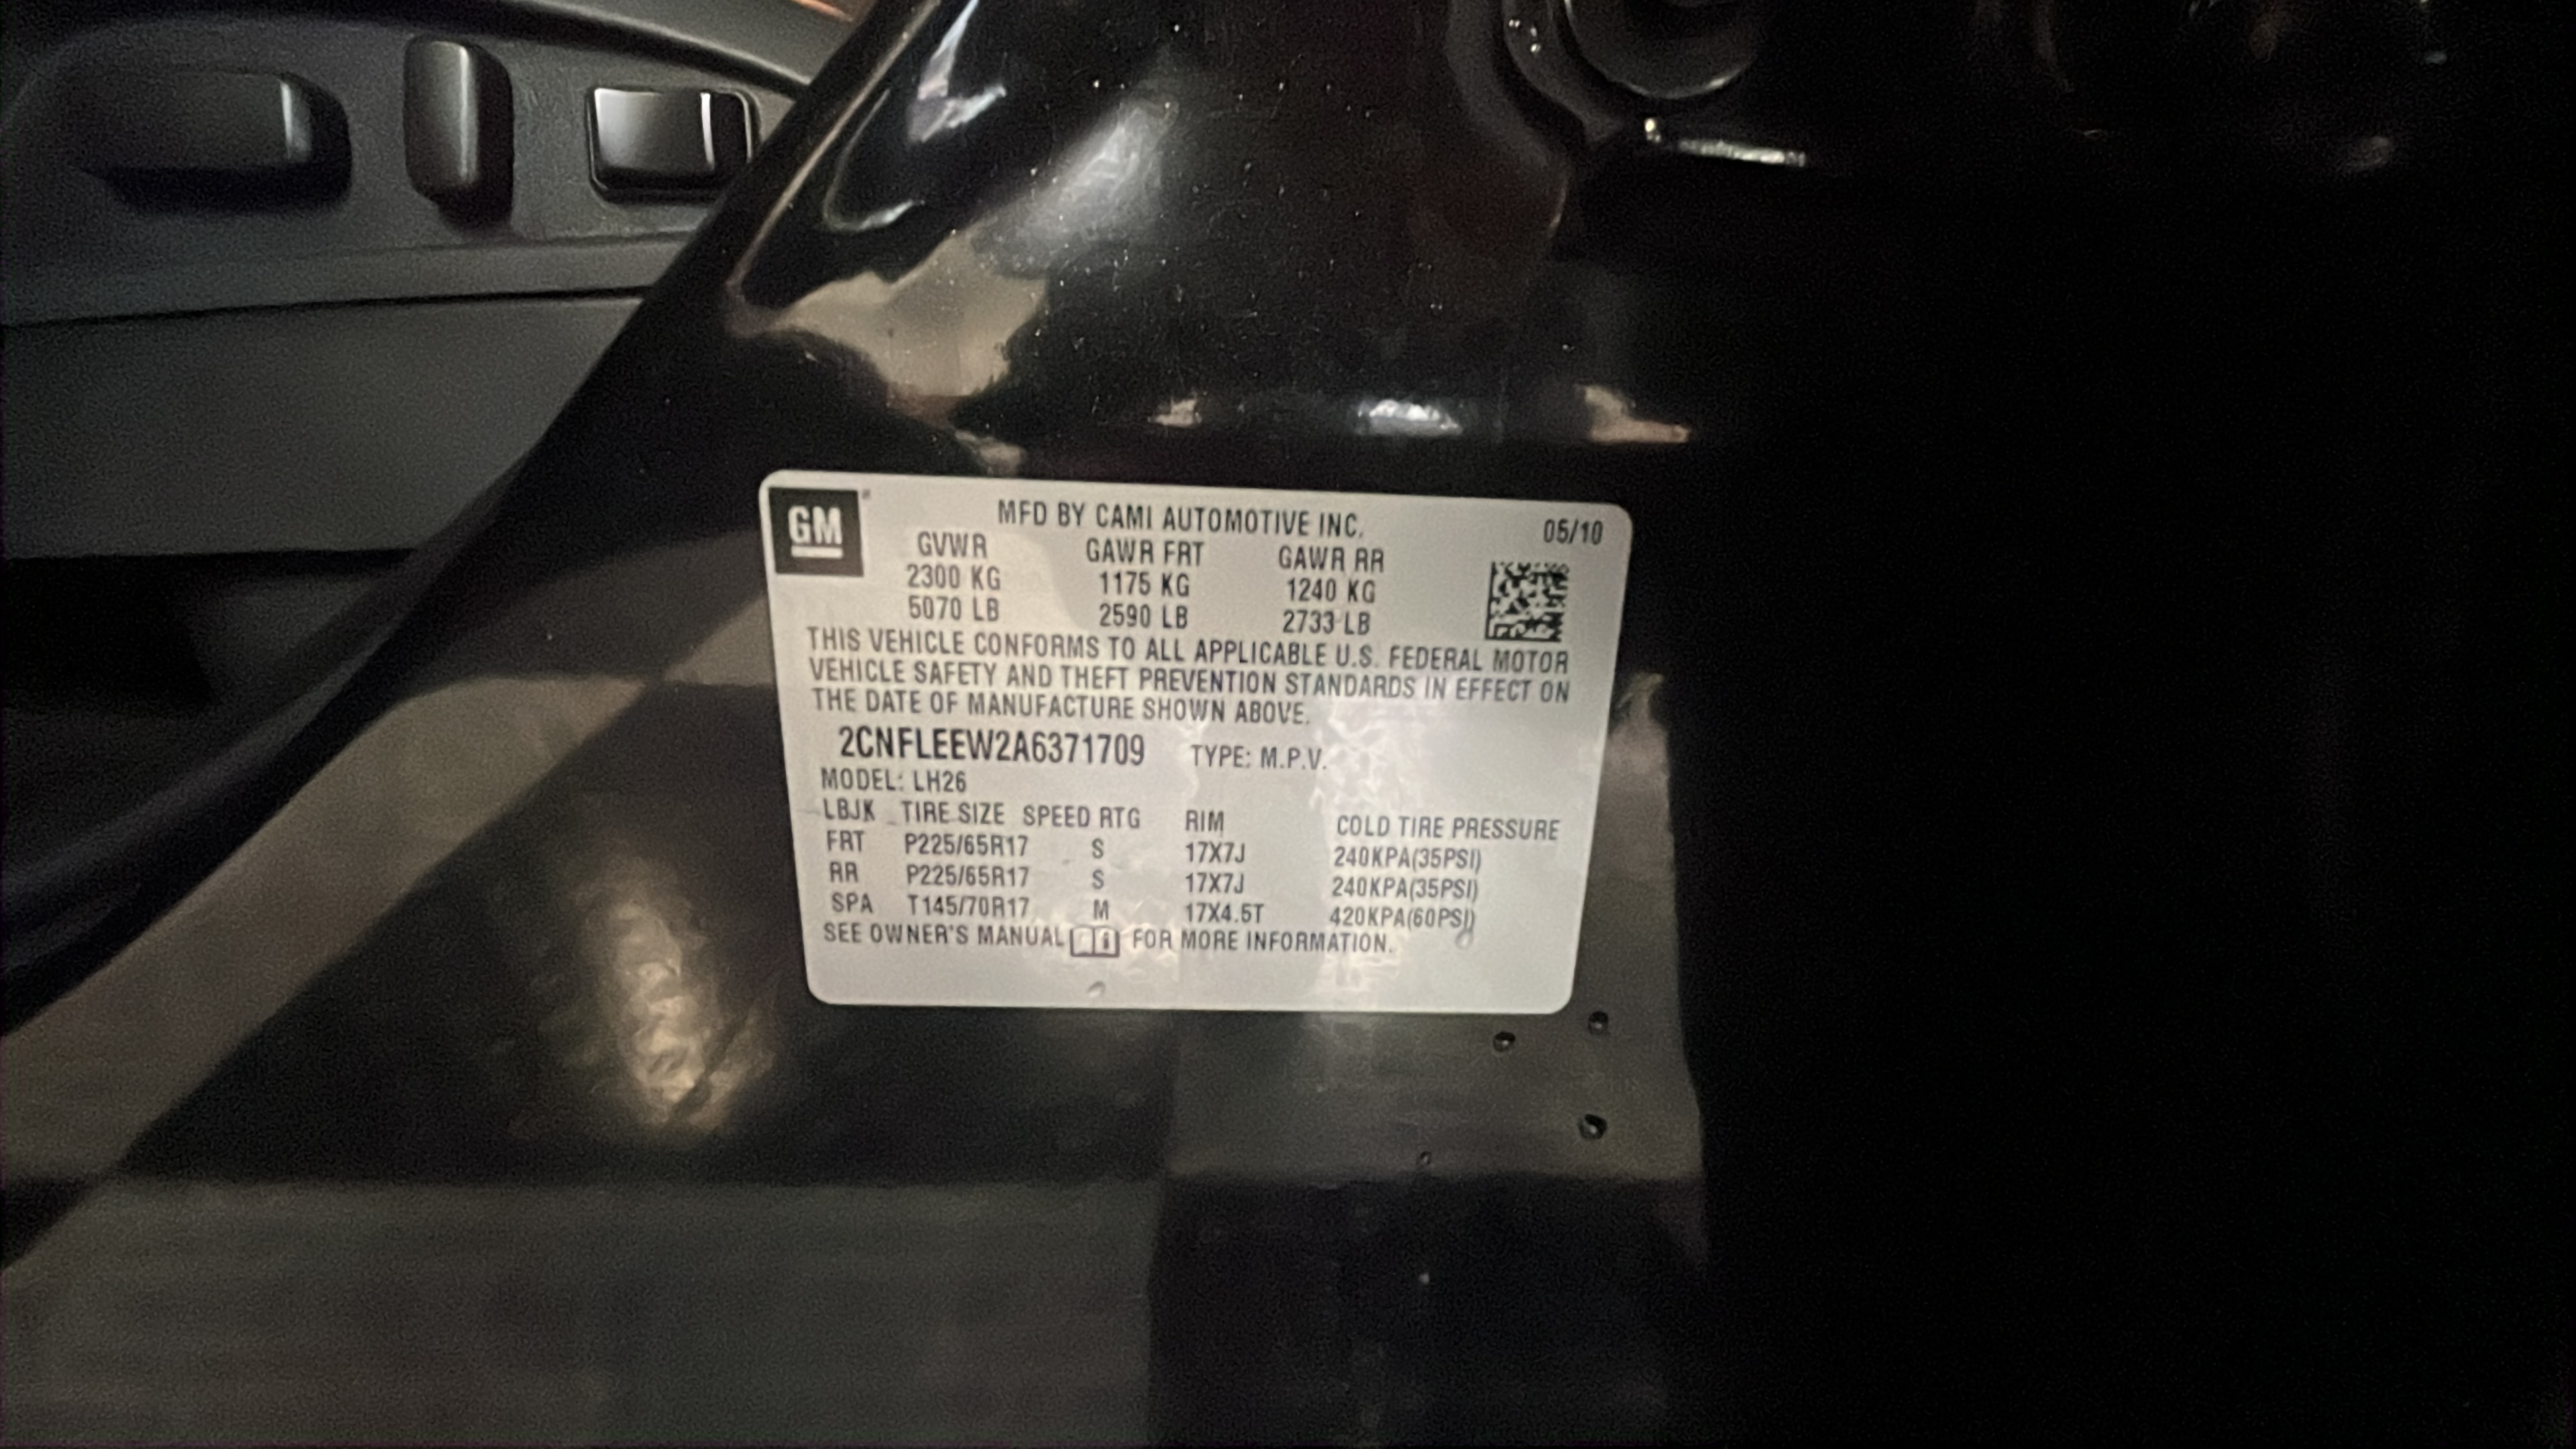 GM
MFD BY CAMI AUTOMOTIVE INC. 05/10
GVWR GAWR FRT GAWR RR
2300 KG 1175 KG 1240 KG
5070 LB 2590 LB 2733 LB
THIS VEHICLE CONFORMS TO ALL APPLICABLE U.S. FEDERAL MOTOR
VEHICLE SAFETY AND THEFT PREVENTION STANDARDS IN EFFECT ON
THE DATE OF MANUFACTURE SHOWN ABOVE.
2CNFLEEW2A6371709 TYPE: M.P.V.
MODEL: LH26
LBJK TIRE SIZE SPEED RTG RIM COLD TIRE PRESSURE
FRT P225/65R17 S 17X7J 240KPA(35PSI)
RR P225/65R17 S 17X7J 240KPA(35PSI)
SPA T145/70R17 M 17X4.5T 420KPA(60PSI)
SEE OWNER'S MANUAL FOR MORE INFORMATION.